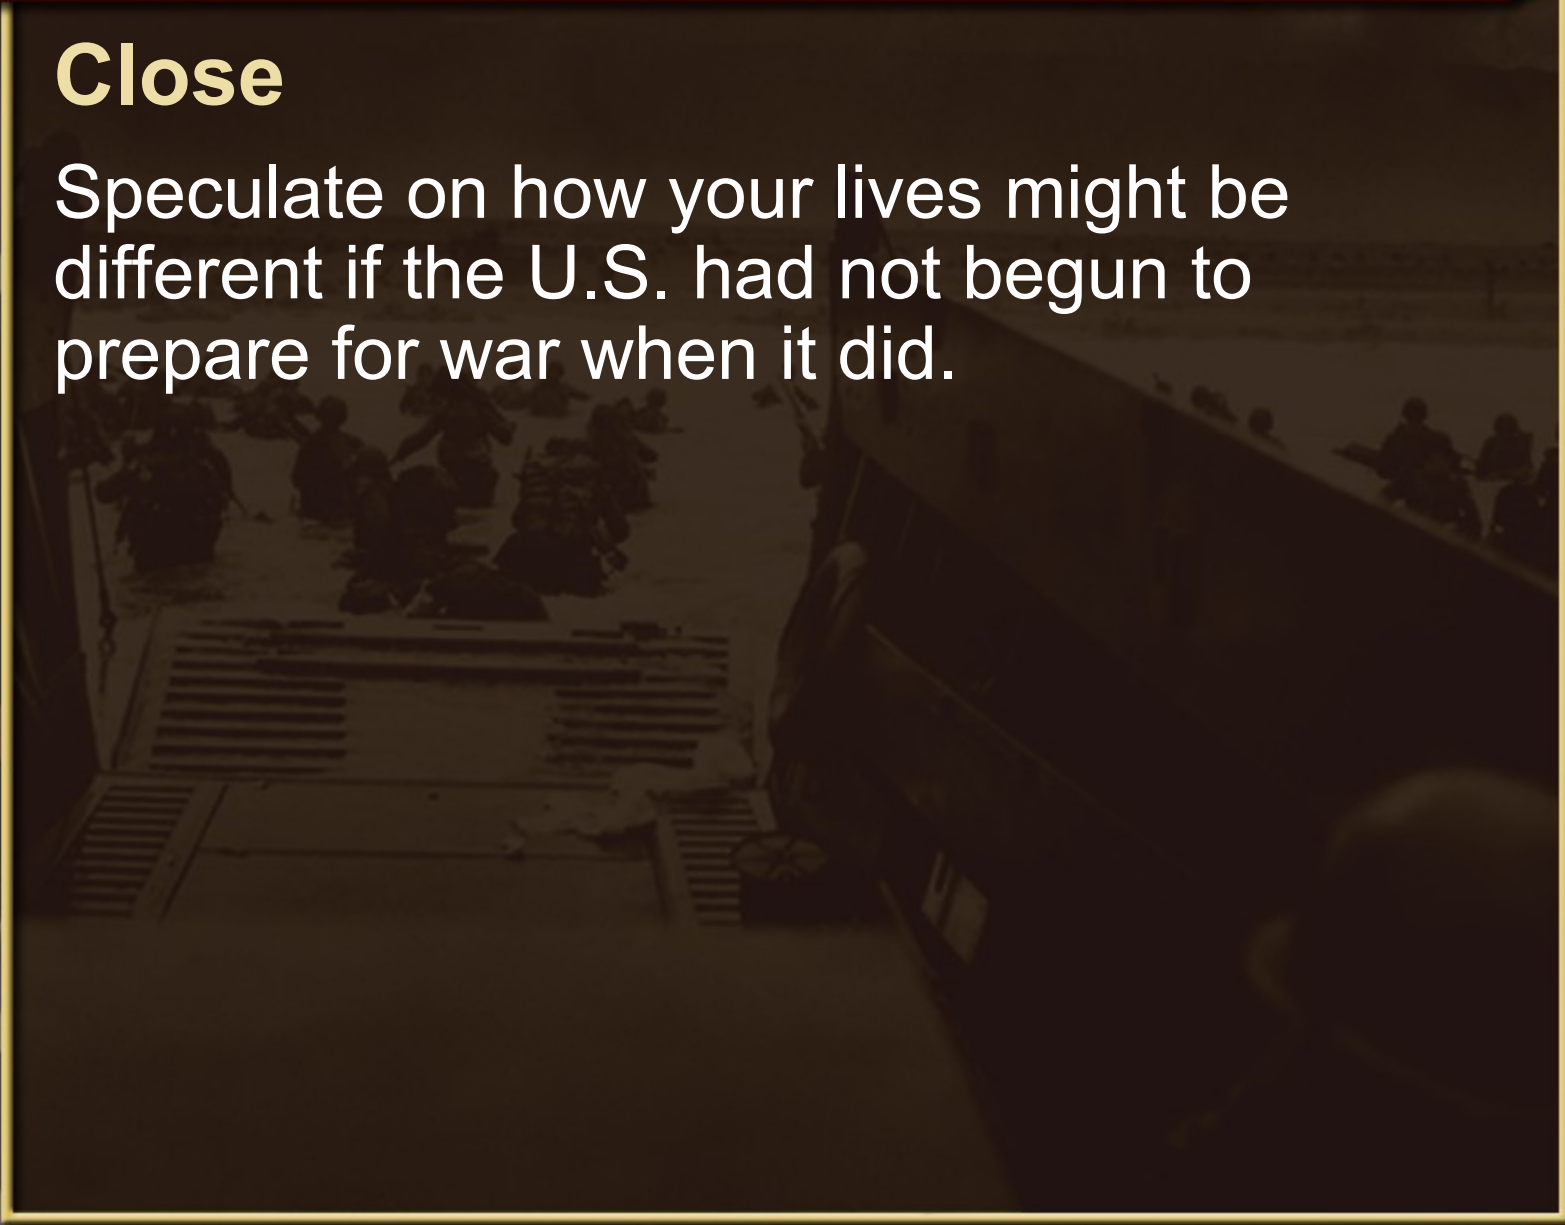 Close
Speculate on how your lives might be
different if the U.S. had not begun to
prepare for war when it did.